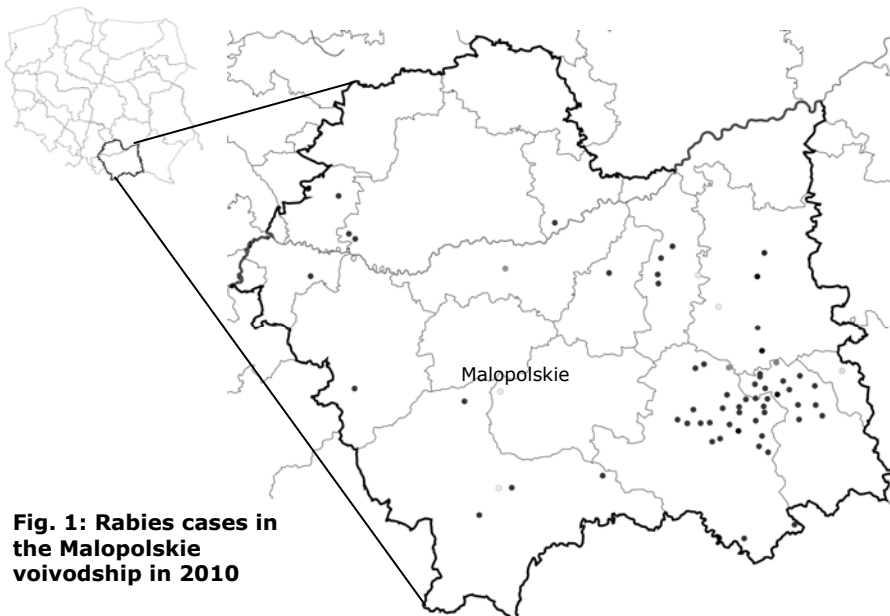 Malopolskie
Fig. 1: Rabies cases in
the Malopolskie
voivodship in 2010